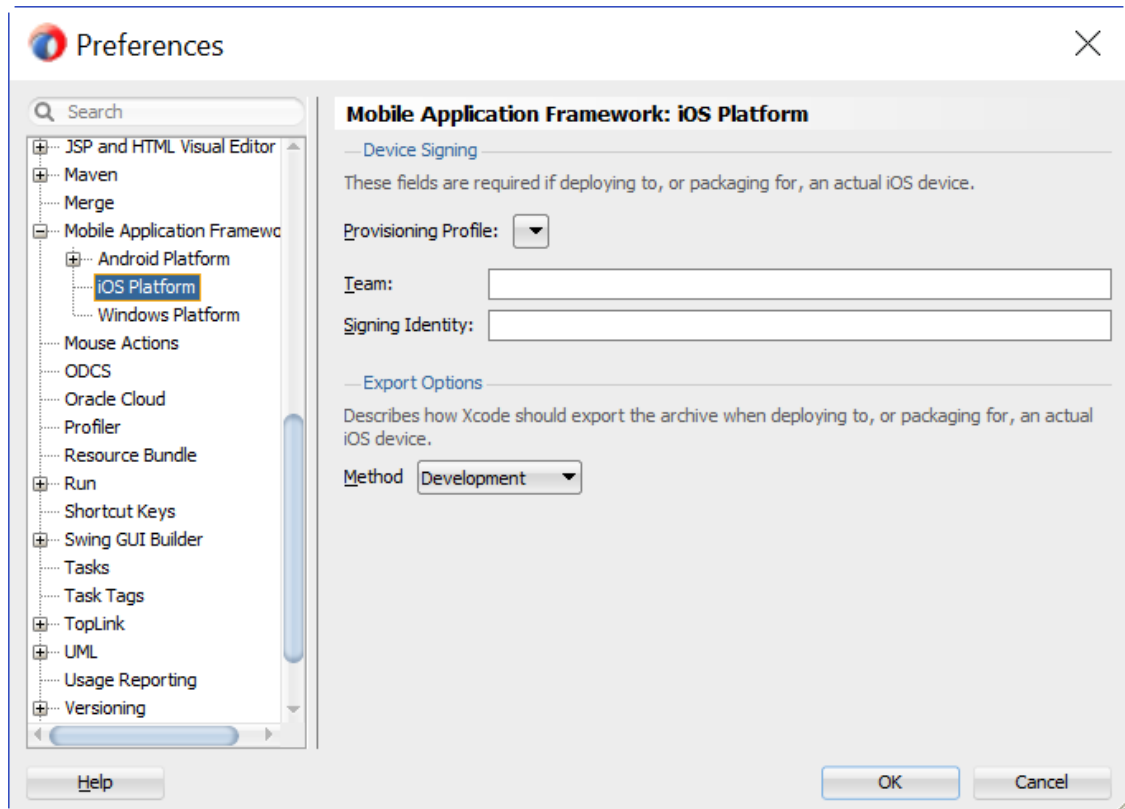 Preferences
Search
JSP and HTML Visual Editor
Maven
Merge
Mobile Application Framewo
Android Platform
iOS Platform
Windows Platform
Mouse Actions
ODCS
Oracle Cloud
Profiler
Resource Bundle
Run
Shortcut Keys
Swing GUI Builder
Tasks
Task Tags
TopLink
UML
Usage Reporting
Versioning
Mobile Application Framework: iOS Platform
Device Signing
These fields are required if deploying to, or packaging for, an actual iOS device.
Provisioning Profile:
Team:
Signing Identity:
Export Options
Describes how Xcode should export the archive when deploying to, or packaging for, an actual
iOS device.
Method Development
Help
OK
Cancel